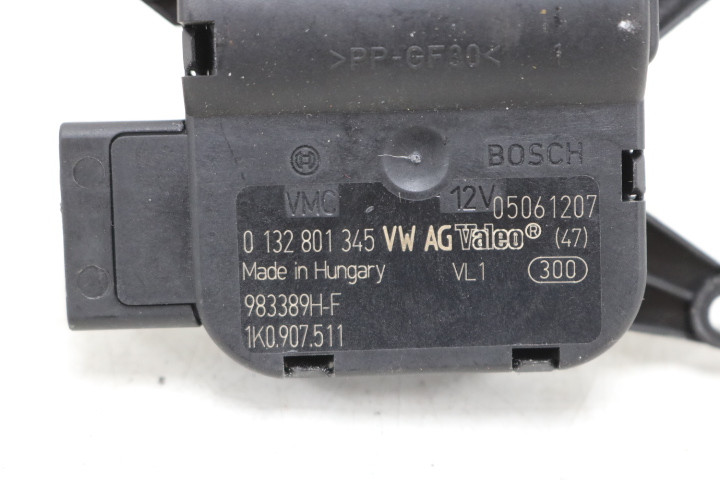 >PP-GF30<
BOSCH
VMC 12V 05061207
0 132 801 345 VW AG Valeo® (47)
Made in Hungary VL1 300
983389H-F
1K0.907.511